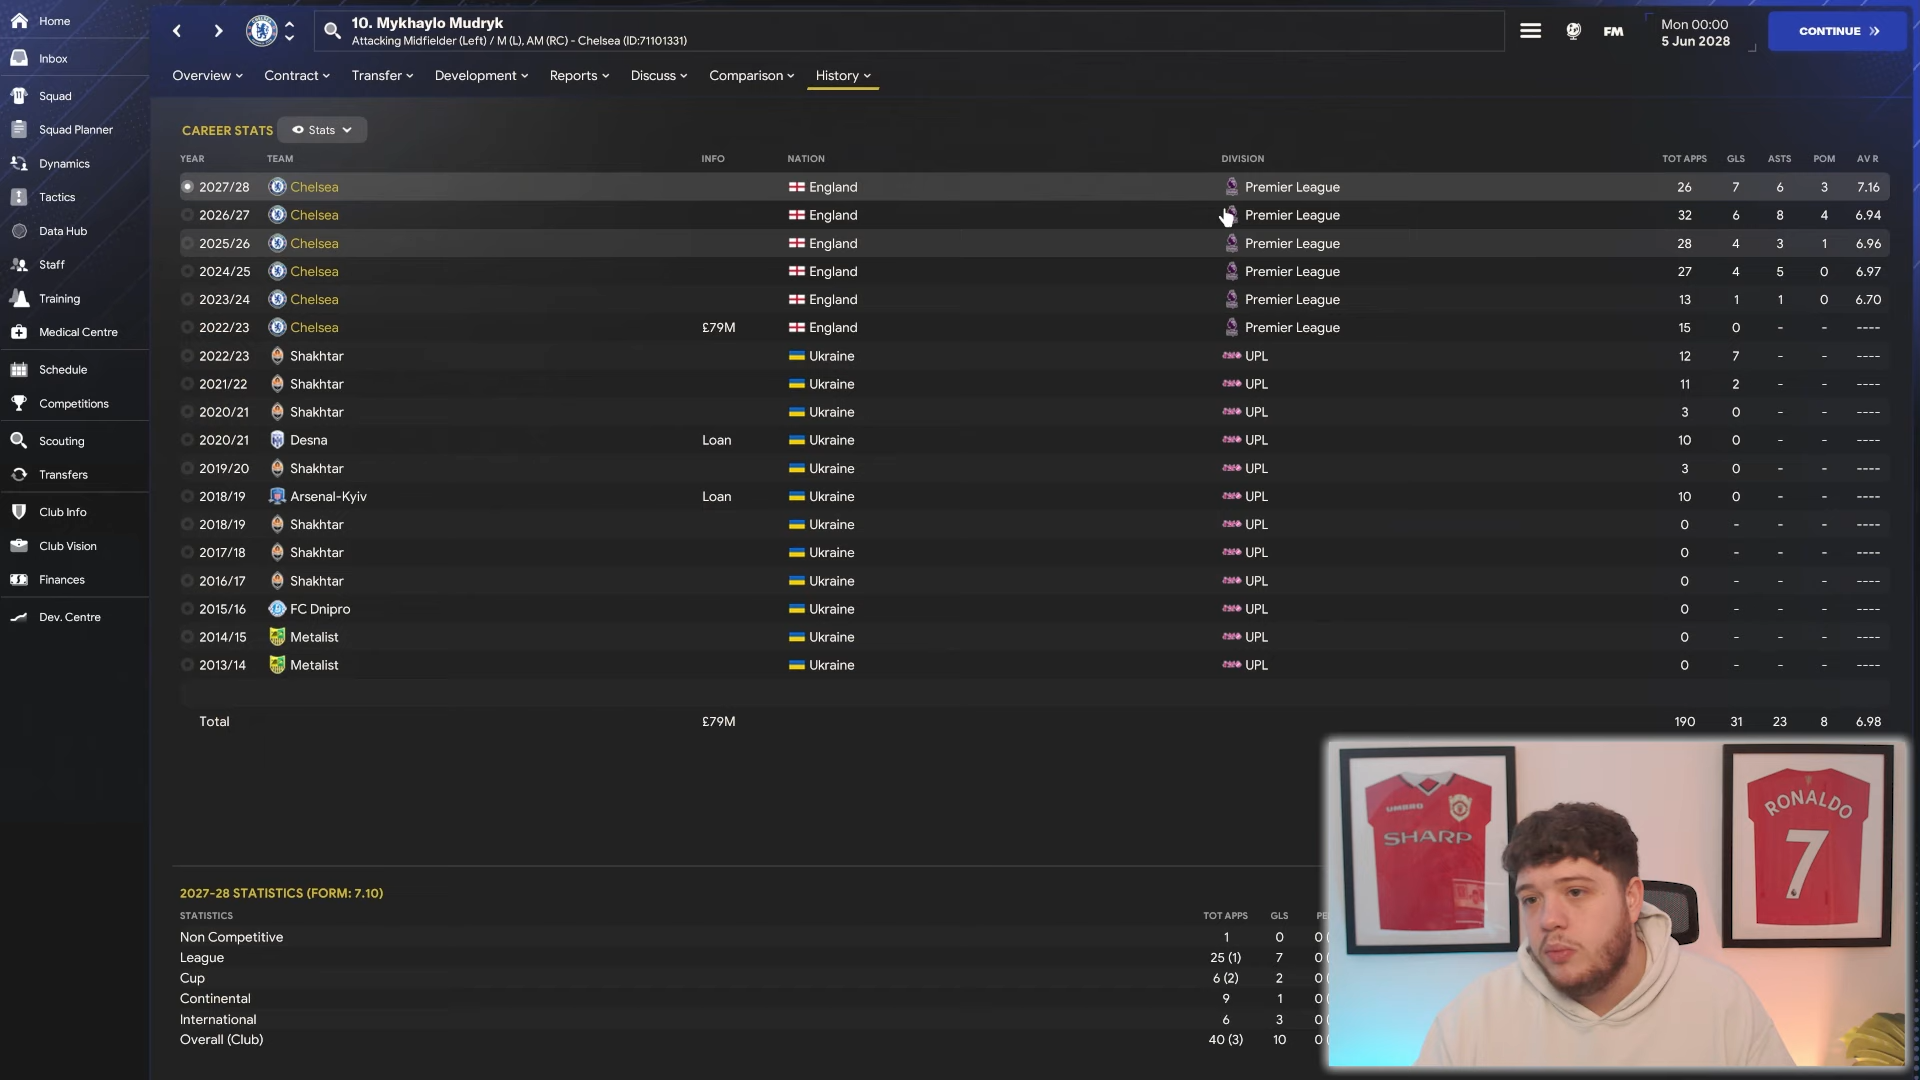 Home
Inbox
Squad
Squad Planner
Dynamics
Tactics
Data Hub
Staff
Training
Medical Centre
Schedule
Competitions
Scouting
Transfers
Club Info
Club Vision
Finances
Dev. Centre
10. Mykhaylo Mudryk
Attacking Midfielder (Left) / M (L), AM (RC) - Chelsea (ID:71101331)
FM
Mon 00:00
5 Jun 2028
CONTINUE
Overview Contract Transfer Development Reports Discuss Comparison History
CAREER STATS Stats
YEAR TEAM INFO NATION DIVISION TOT APPS GLS ASTS POM AV R
2027/28 Chelsea England Premier League 26 7 6 3 7.16
2026/27 Chelsea England Premier League 32 6 8 4 6.94
2025/26 Chelsea England Premier League 28 4 3 1 6.96
2024/25 Chelsea England Premier League 27 4 5 0 6.97
2023/24 Chelsea England Premier League 13 1 1 0 6.70
2022/23 Chelsea £79M England Premier League 15 0 - - ----
2022/23 Shakhtar Ukraine UPL 12 7 - - ----
2021/22 Shakhtar Ukraine UPL 11 2 - - ----
2020/21 Shakhtar Ukraine UPL 3 0 - - ----
2020/21 Desna Loan Ukraine UPL 10 0 - - ----
2019/20 Shakhtar Ukraine UPL 3 0 - - ----
2018/19 Arsenal-Kyiv Loan Ukraine UPL 10 0 - - ----
2018/19 Shakhtar Ukraine UPL 0 - - - ----
2017/18 Shakhtar Ukraine UPL 0 - - - ----
2016/17 Shakhtar Ukraine UPL 0 - - - ----
2015/16 FC Dnipro Ukraine UPL 0 - - - ----
2014/15 Metalist Ukraine UPL 0 - - - ----
2013/14 Metalist Ukraine UPL 0 - - - ----
Total £79M 190 31 23 8 6.98
2027-28 STATISTICS (FORM: 7.10)
STATISTICS TOT APPS GLS PE
Non Competitive 1 0 0 (
League 25 (1) 7 0 (
Cup 6 (2) 2 0 (
Continental 9 1 0 (
International 6 3 0 (
Overall (Club) 40 (3) 10 0 (
UMBRO
SHARP
RONALDO
7